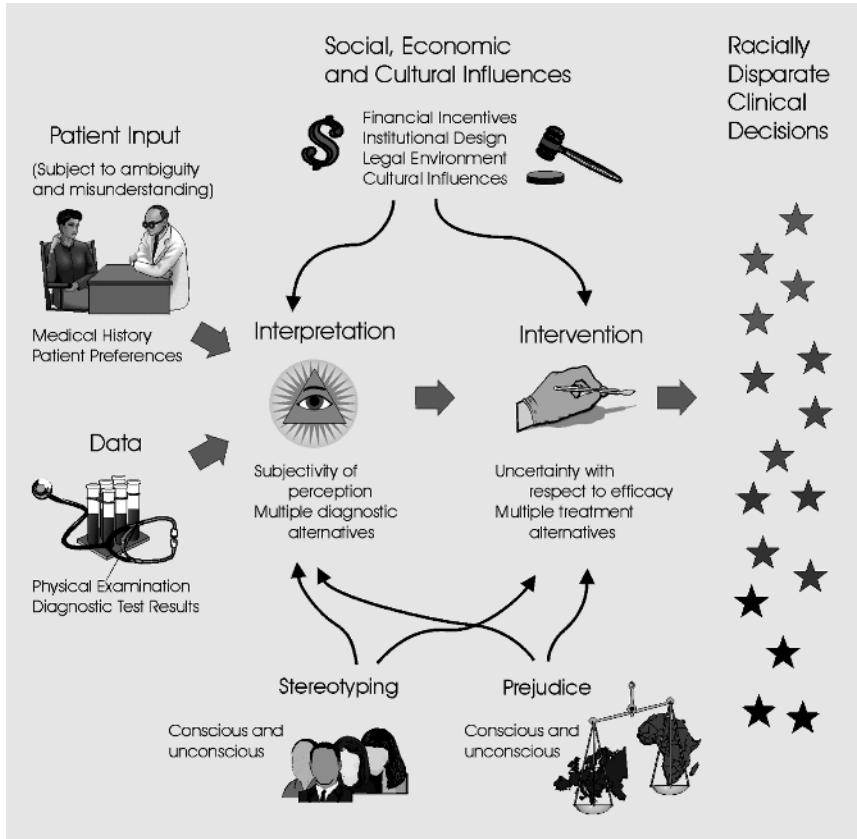 Social, Economic
and Cultural Influences
Financial Incentives
Institutional Design
Legal Environment
Cultural Influences
Racially
Disparate
Clinical
Decisions
Patient Input
(Subject to ambiguity
and misunderstanding)
Medical History
Patient Preferences
Interpretation
Subjectivity of
perception
Multiple diagnostic
alternatives
Intervention
Uncertainty with
respect to efficacy
Multiple treatment
alternatives
Data
Physical Examination
Diagnostic Test Results
Stereotyping
Conscious and
unconscious
Prejudice
Conscious and
unconscious